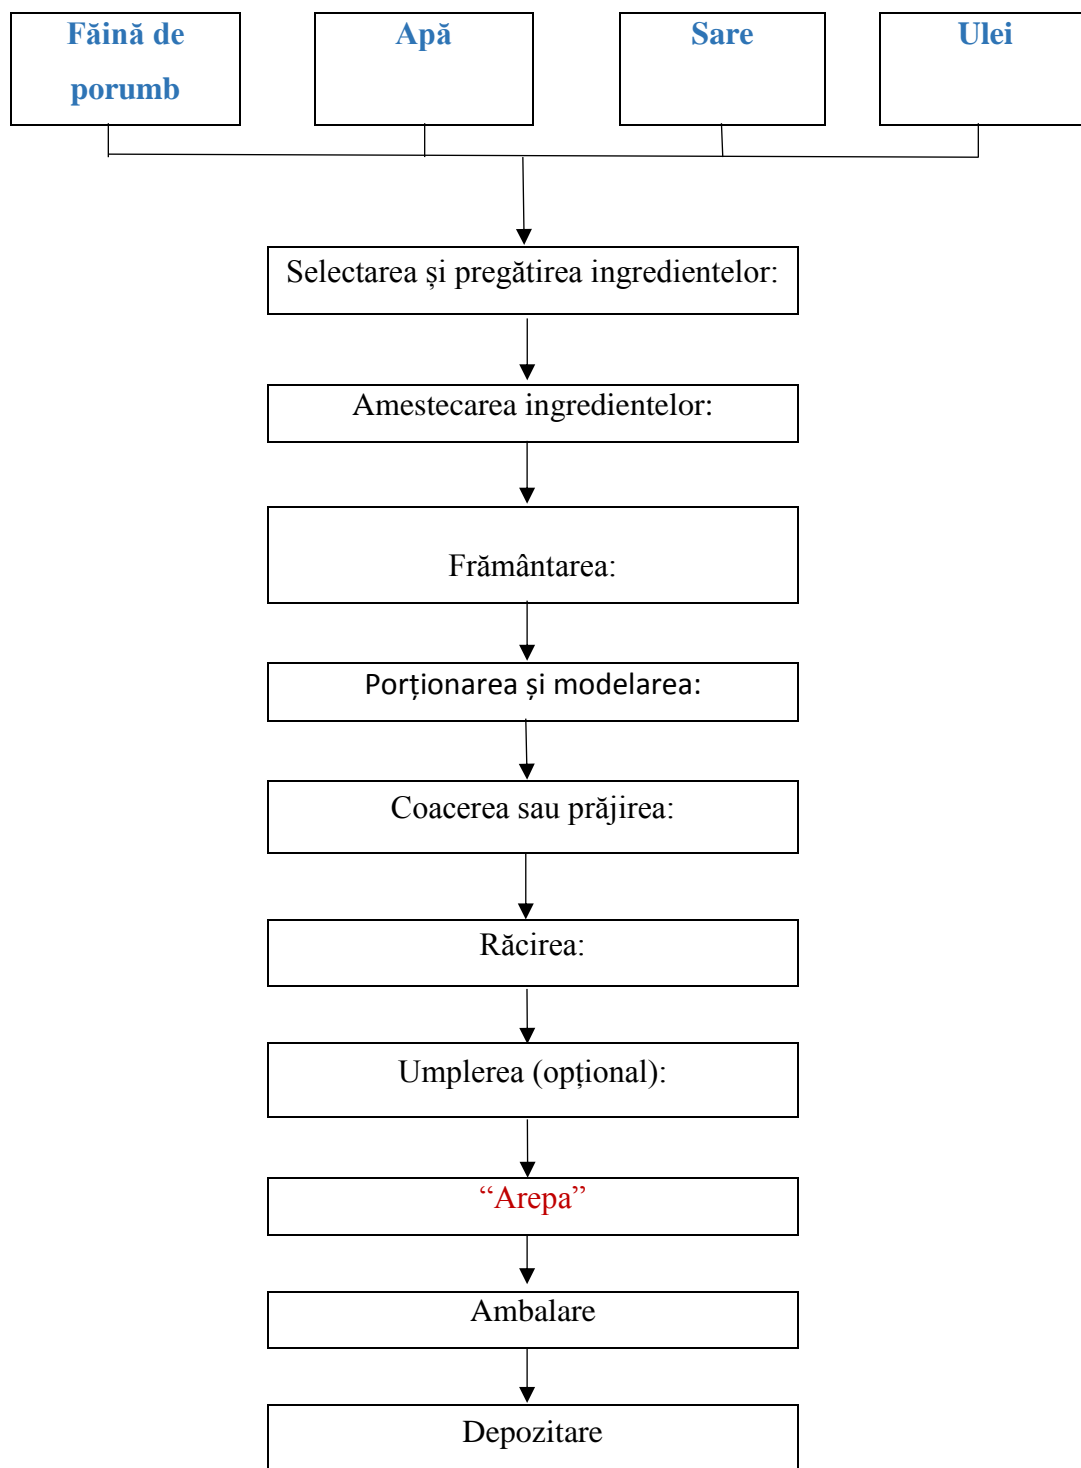 Făină de
porumb
Apă
Sare
Ulei
Selectarea și pregătirea ingredientelor:
Amestecarea ingredientelor:
Frământarea:
Porționarea și modelarea:
Coacerea sau prăjirea:
Răcirea:
Umplerea (opțional):
“Arepa”
Ambalare
Depozitare